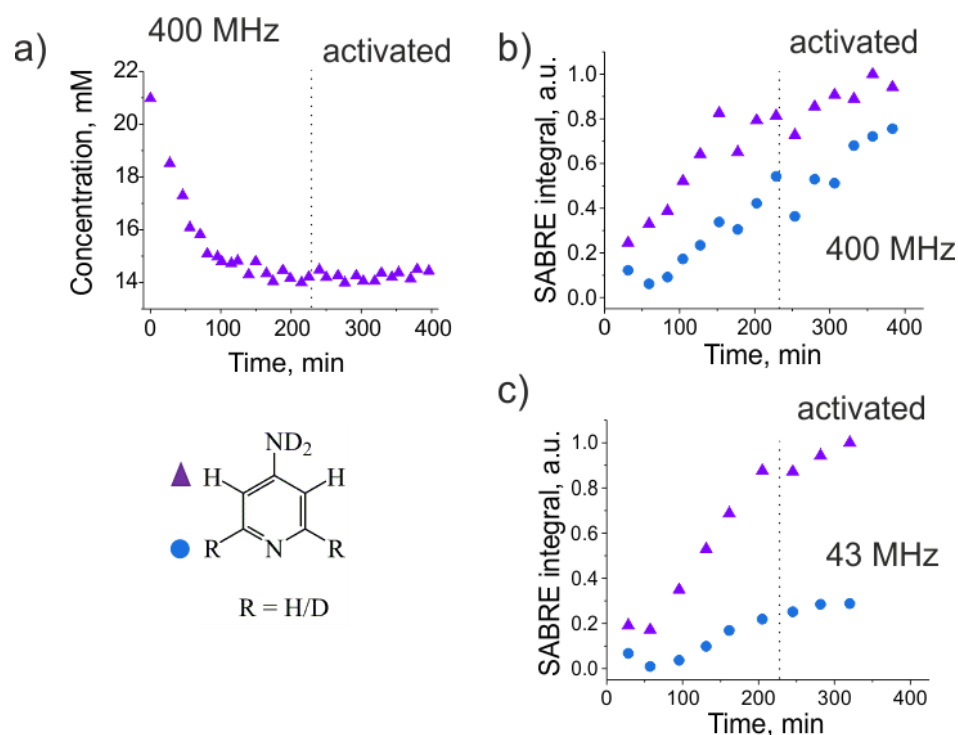 a)
400 MHz
activated
Concentration, mM
22
20
18
16
14
0
100
200
300
400
Time, min
b)
activated
SABRE integral, a.u.
1.0
0.8
0.6
0.4
0.2
0.0
400 MHz
0
100
200
300
400
Time, min
ND2
H
H
R
N
R
R = H/D
c)
activated
SABRE integral, a.u.
1.0
0.8
0.6
0.4
0.2
0.0
43 MHz
0
100
200
300
400
Time, min